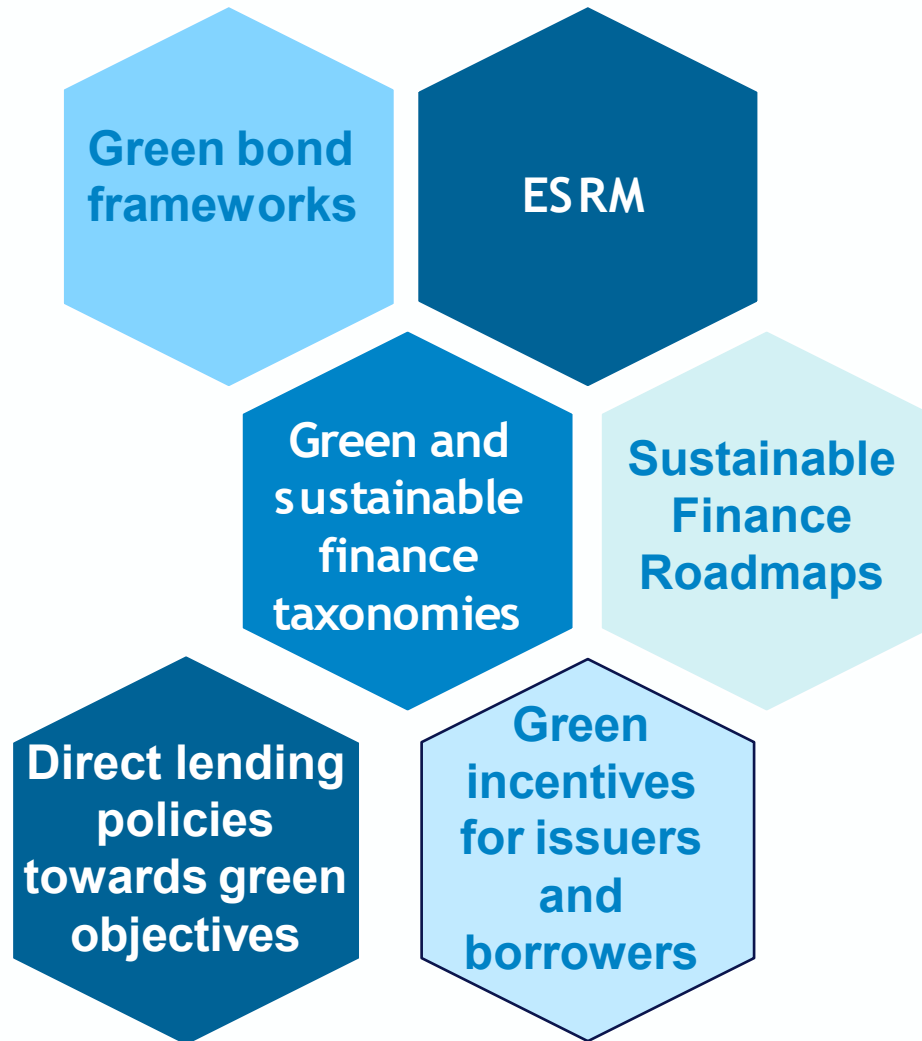 Green bond
frameworks
ESRM
Green and
sustainable
finance
taxonomies
Sustainable
Finance
Roadmaps
Direct lending
policies
towards green
objectives
Green
incentives
for issuers
and
borrowers